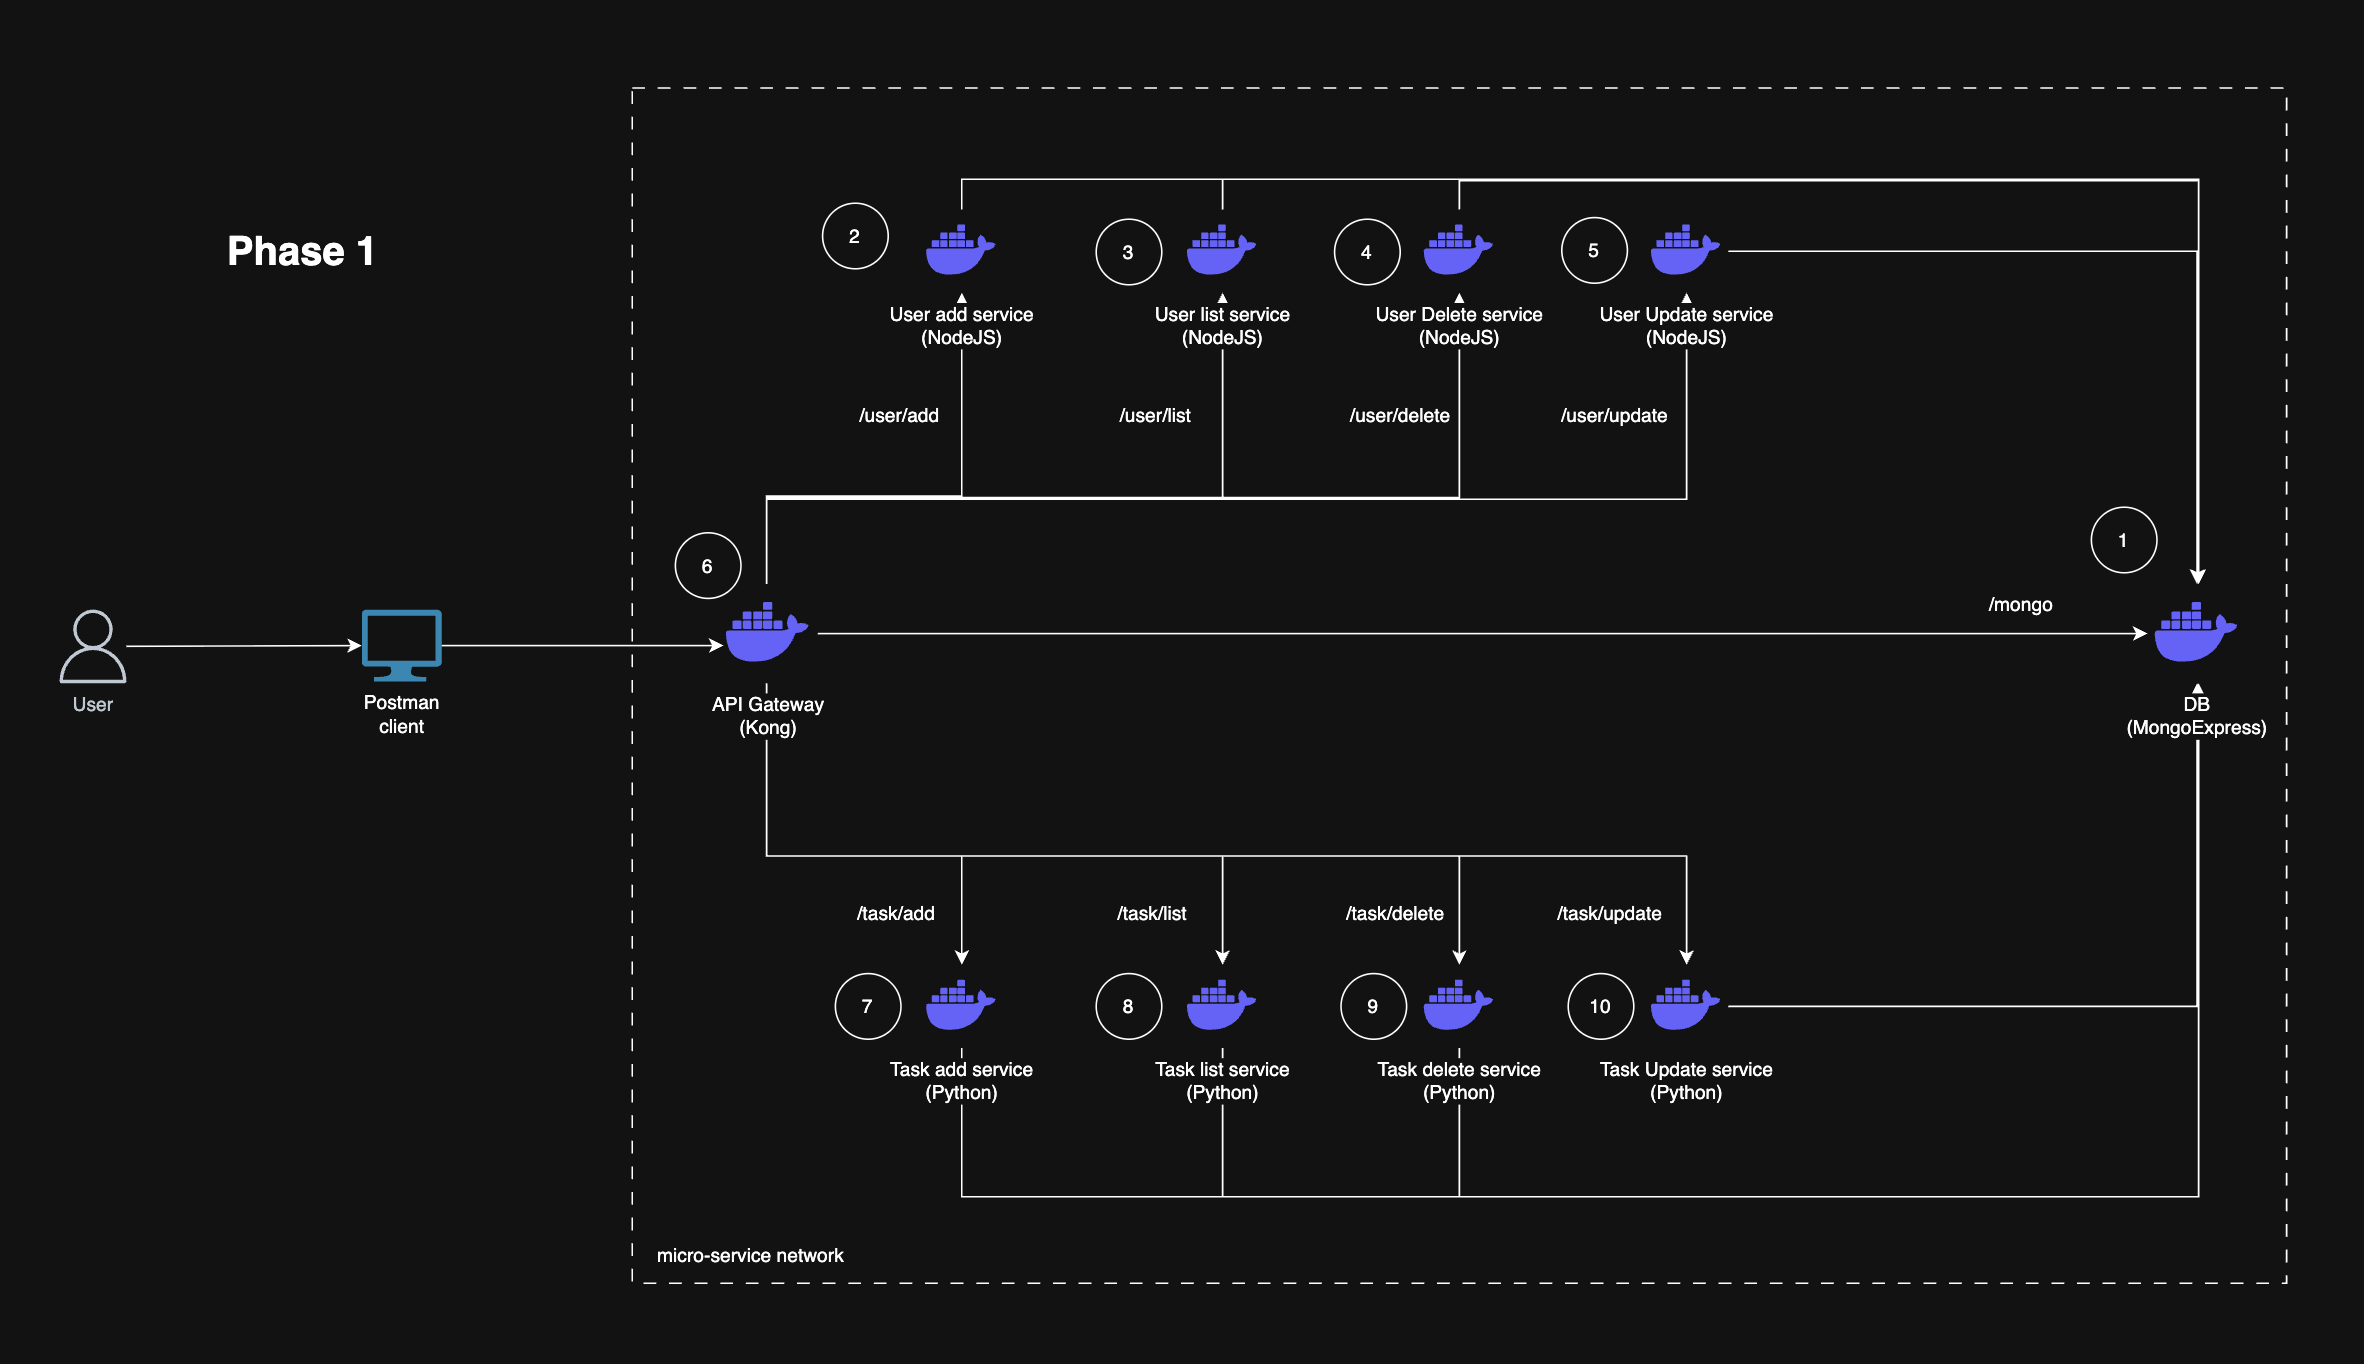 Phase 1
2
3
4
5
User add service
(NodeJS)
User list service
(NodeJS)
User Delete service
(NodeJS)
User Update service
(NodeJS)
/user/add
/user/list
/user/delete
/user/update
1
6
/mongo
User
Postman
client
API Gateway
(Kong)
DB
(MongoExpress)
/task/add
/task/list
/task/delete
/task/update
7
8
9
10
Task add service
(Python)
Task list service
(Python)
Task delete service
(Python)
Task Update service
(Python)
micro-service network